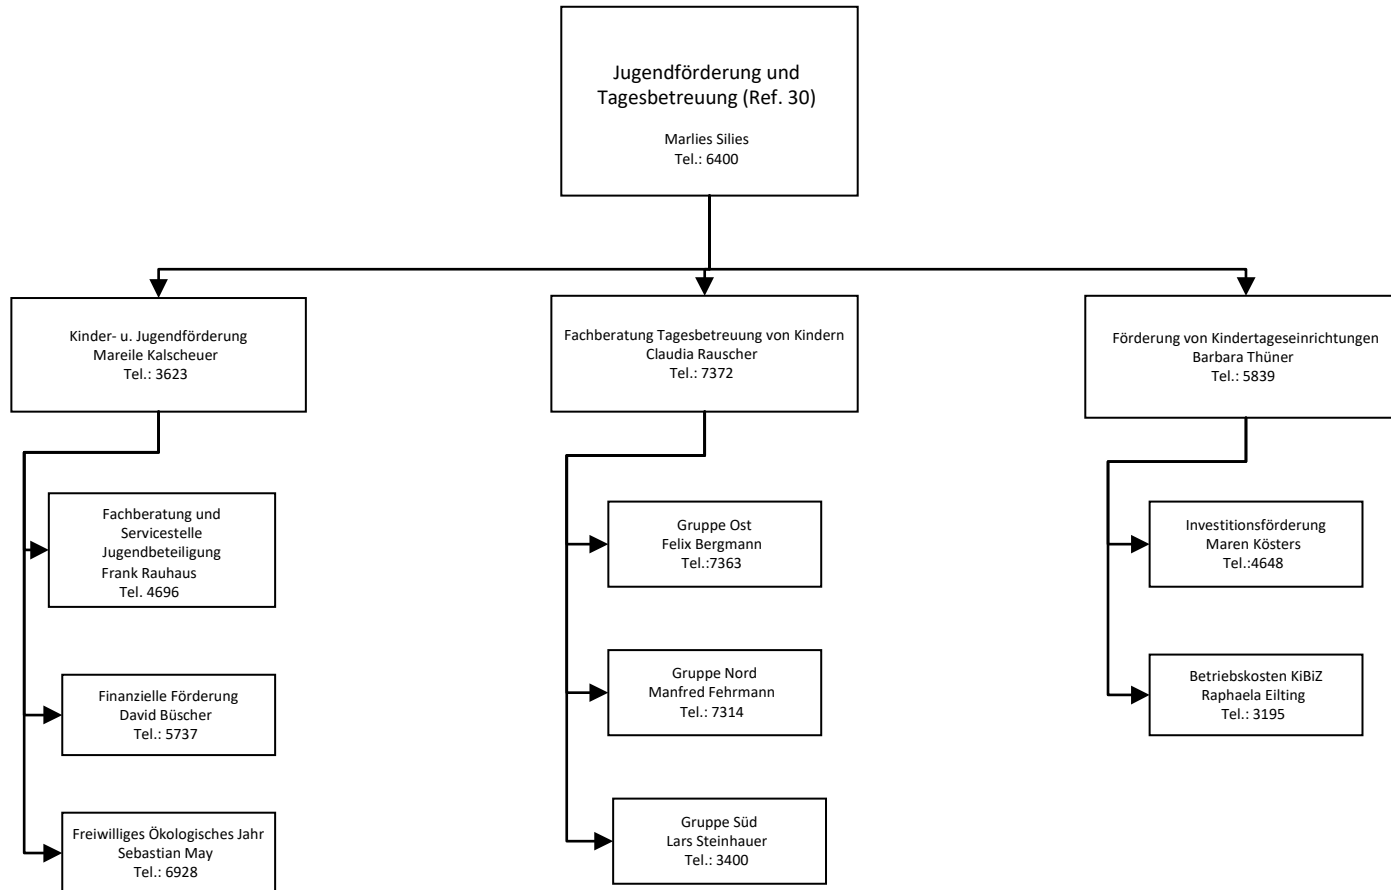 Jugendförderung und
Tagesbetreuung (Ref. 30)
Marlies Silies
Tel.: 6400
Kinder- u. Jugendförderung
Mareile Kalscheuer
Tel.: 3623
Fachberatung Tagesbetreuung von Kindern
Claudia Rauscher
Tel.: 7372
Förderung von Kindertageseinrichtungen
Barbara Thüner
Tel.: 5839
Fachberatung und
Servicestelle
Jugendbeteiligung
Frank Rauhaus
Tel. 4696
Finanzielle Förderung
David Büscher
Tel.: 5737
Freiwilliges Ökologisches Jahr
Sebastian May
Tel.: 6928
Gruppe Ost
Felix Bergmann
Tel.:7363
Gruppe Nord
Manfred Fehrmann
Tel.: 7314
Gruppe Süd
Lars Steinhauer
Tel.: 3400
Investitionsförderung
Maren Kösters
Tel.:4648
Betriebskosten KiBiZ
Raphaela Eilting
Tel.: 3195